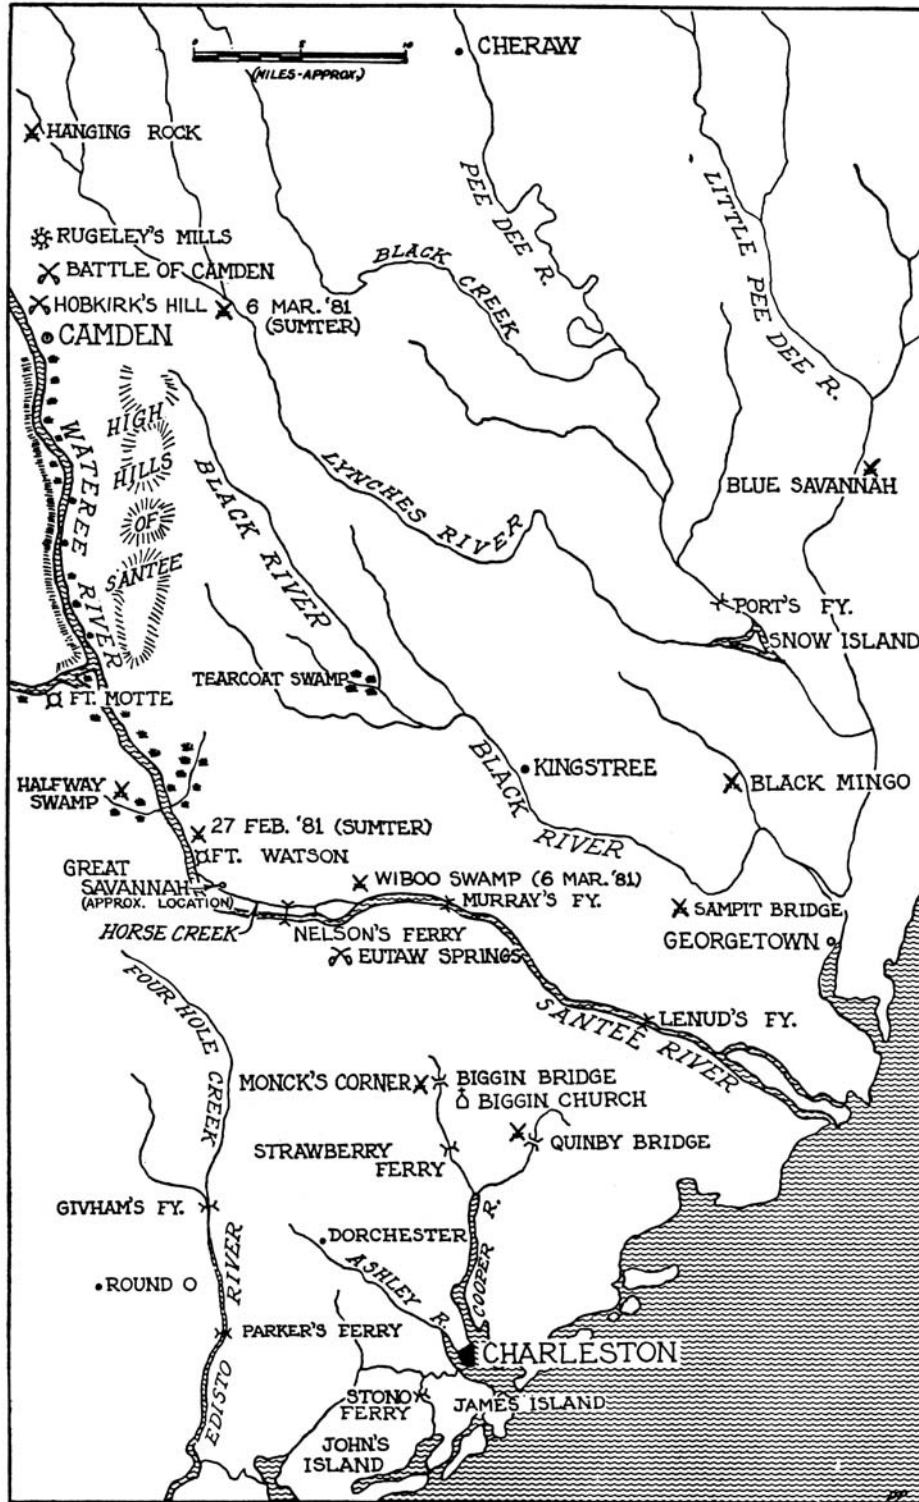 0 5 10
(MILES-APPROX.)
CHERAW
HANGING ROCK
PEE DEE R.
LITTLE PEE DEE R.
RUGELEY'S MILLS
BLACK CREEK
BATTLE OF CAMDEN
HOBKIRK'S HILL
6 MAR. '81
(SUMTER)
CAMDEN
HIGH
HILLS
OF
SANTEE
WATEREE RIVER
BLACK RIVER
LYNCHES RIVER
BLUE SAVANNAH
PORT'S FY.
SNOW ISLAND
TEARCOAT SWAMP
FT. MOTTE
BLACK RIVER
KINGSTREE
BLACK MINGO
HALFWAY
SWAMP
27 FEB. '81 (SUMTER)
FT. WATSON
GREAT
SAVANNAH
(APPROX. LOCATION)
WIBOO SWAMP (6 MAR. '81)
MURRAY'S FY.
SAMPIT BRIDGE
HORSE CREEK
NELSON'S FERRY
GEORGETOWN
EUTAW SPRINGS
FOUR HOLE CREEK
SANTEE RIVER
LENUD'S FY.
MONCK'S CORNER
BIGGIN BRIDGE
BIGGIN CHURCH
STRAWBERRY
FERRY
QUINBY BRIDGE
GIVHAM'S FY.
DORCHESTER
COOPER R.
ASHLEY R.
ROUND O
EDISTO RIVER
PARKER'S FERRY
CHARLESTON
STONO
FERRY
JAMES ISLAND
JOHN'S
ISLAND